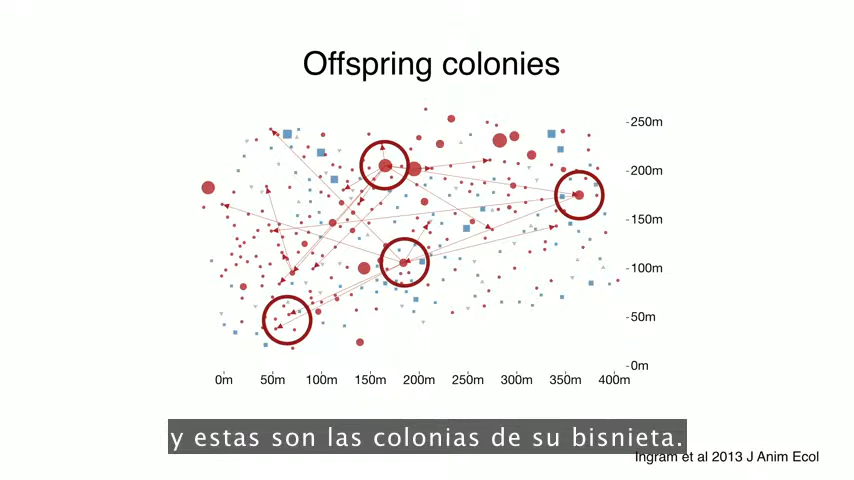 Offspring colonies
-250m
-200m
-150m
-100m
-50m
-0m
0m 50m 100m 150m 200m 250m 300m 350m 400m
y estas son las colonias de su bisnieta.
Ingram et al 2013 J Anim Ecol